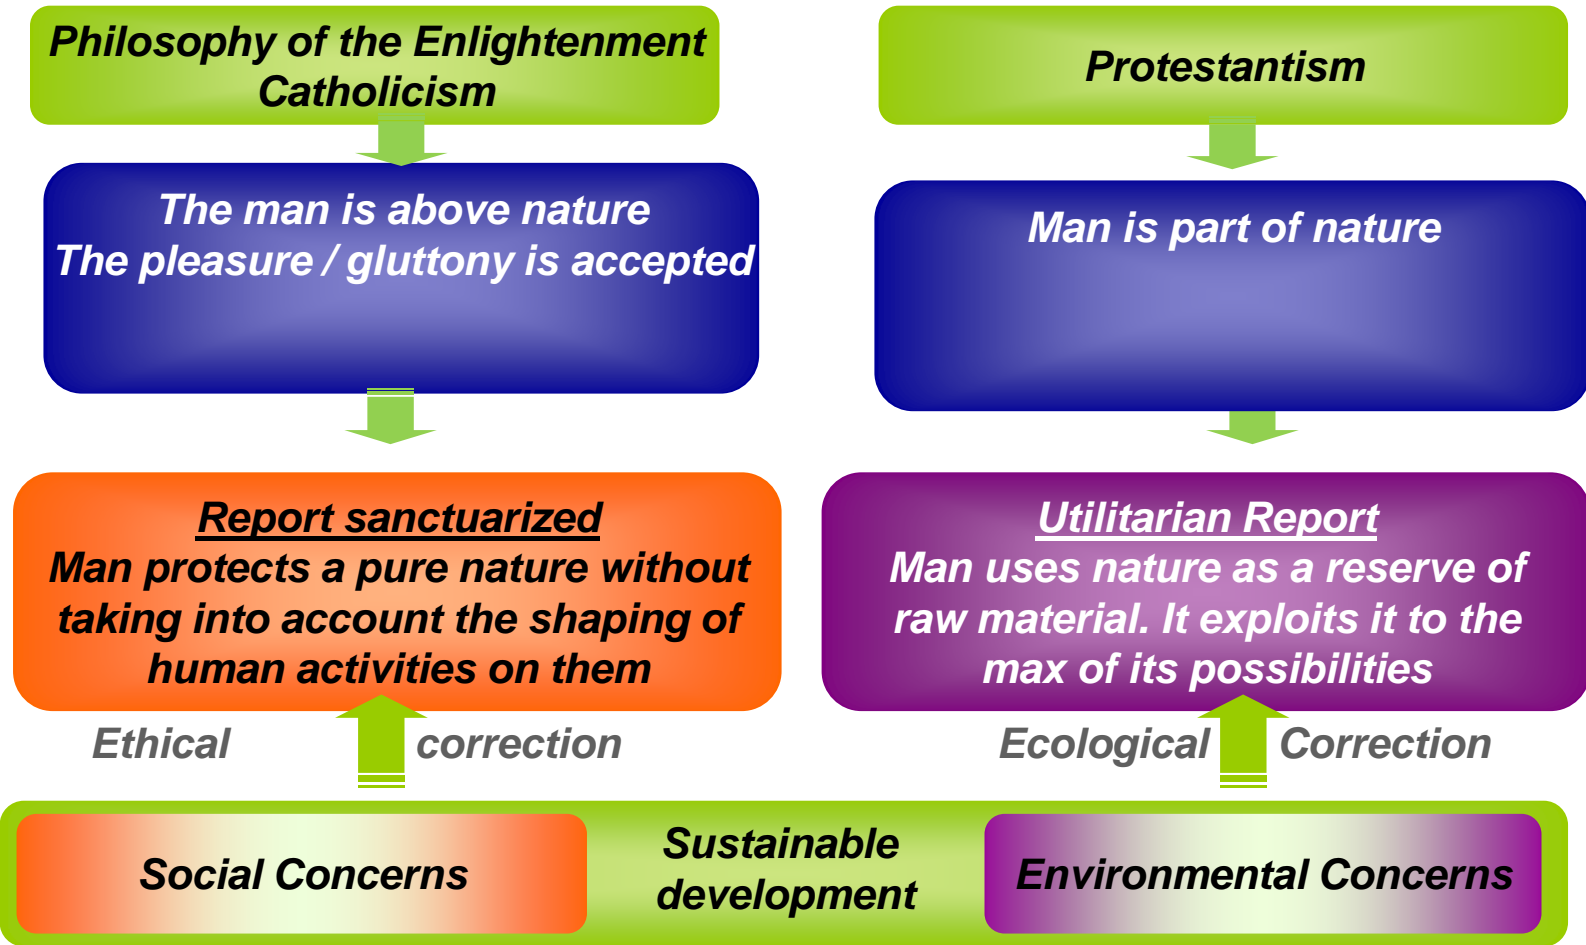 Philosophy of the Enlightenment
Catholicism
Protestantism
The man is above nature
The pleasure / gluttony is accepted
Man is part of nature
Report sanctuarized
Man protects a pure nature without
taking into account the shaping of
human activities on them
Utilitarian Report
Man uses nature as a reserve of
raw material. It exploits it to the
max of its possibilities
Ethical correction
Ecological Correction
Social Concerns
Sustainable
development
Environmental Concerns